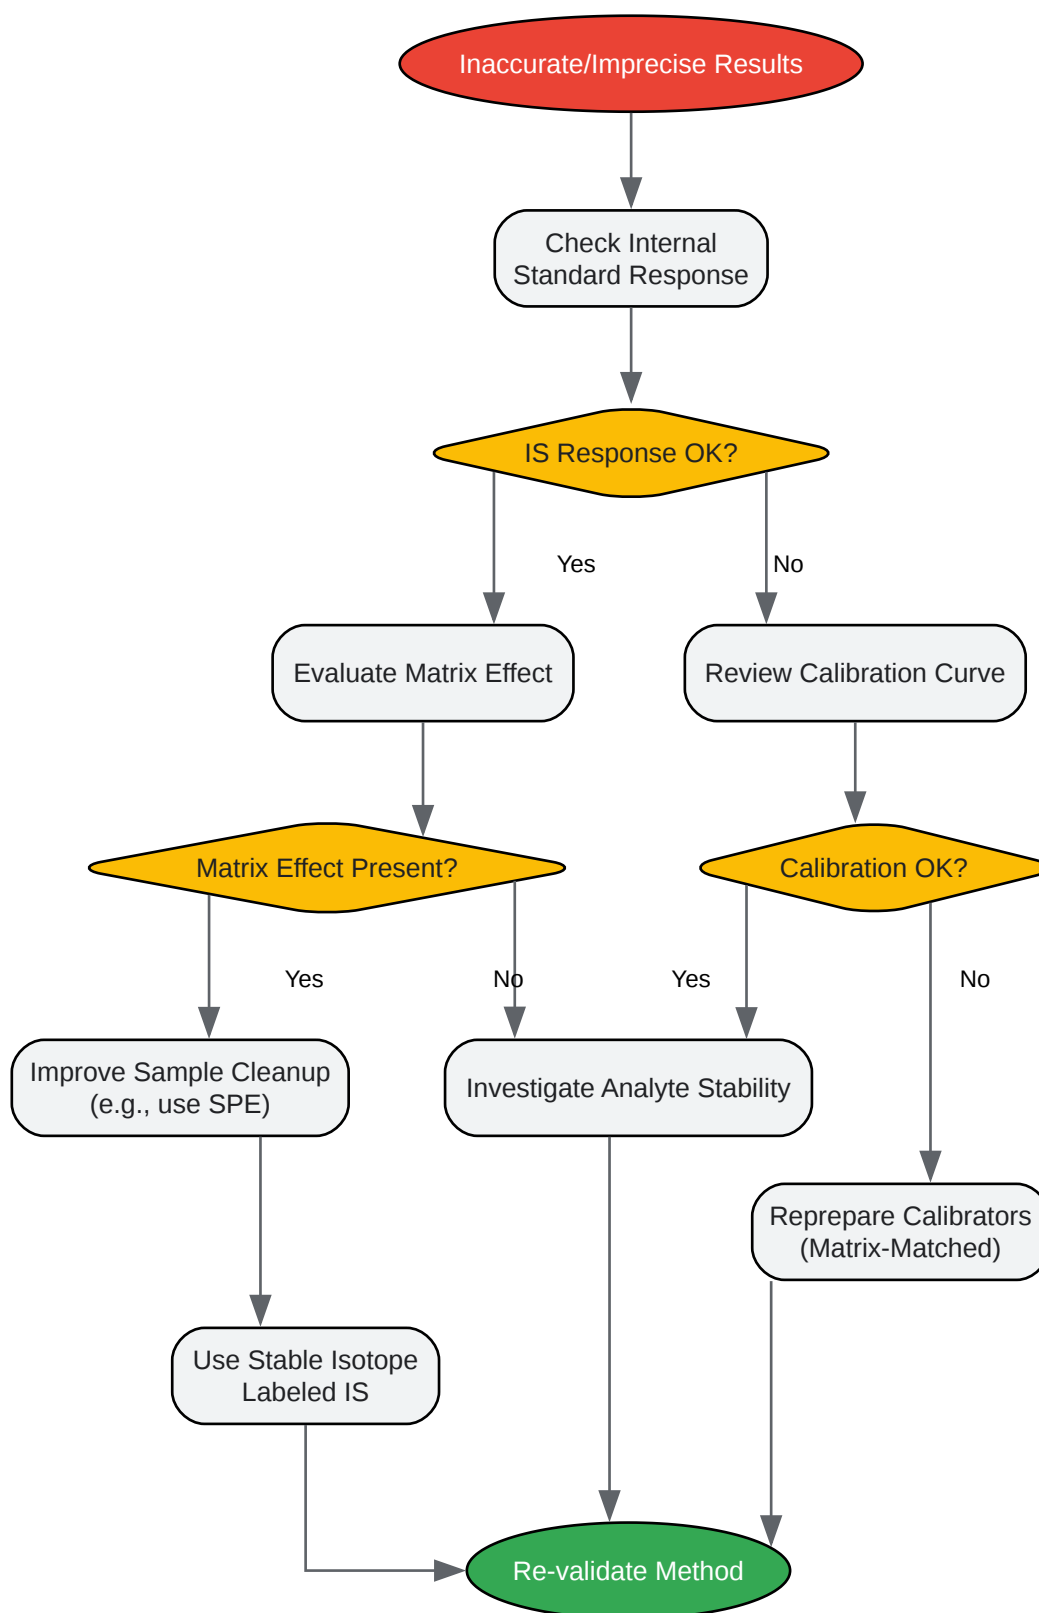 Inaccurate/Imprecise Results
Check Internal
Standard Response
IS Response OK?
Yes
No
Evaluate Matrix Effect
Review Calibration Curve
Matrix Effect Present?
Calibration OK?
Yes
No
Yes
No
Improve Sample Cleanup
(e.g., use SPE)
Investigate Analyte Stability
Reprepare Calibrators
(Matrix-Matched)
Use Stable Isotope
Labeled IS
Re-validate Method